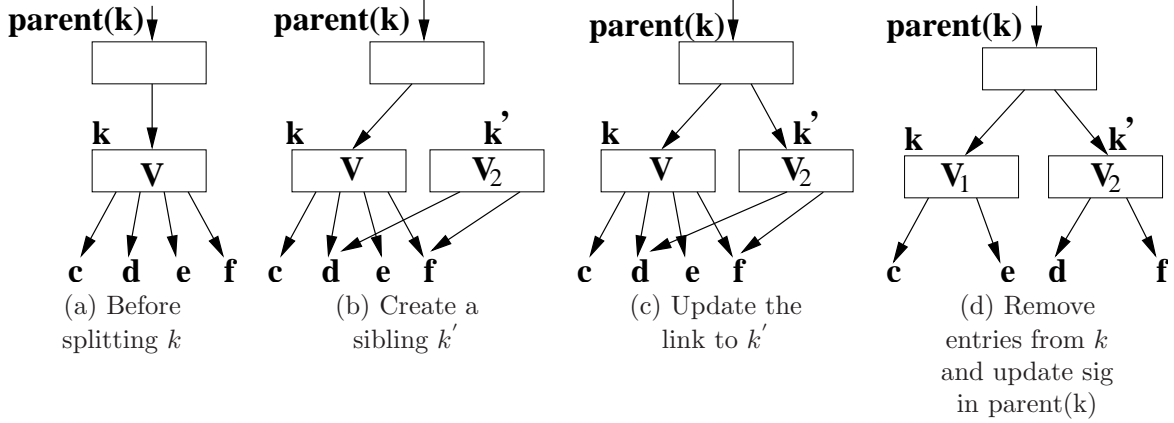 parent(k)
k
V
c d e f
(a) Before
splitting k
parent(k)
k k'
V V2
c d e f
(b) Create a
sibling k′
parent(k)
k k'
V V2
c d e f
(c) Update the
link to k′
parent(k)
k k'
V1 V2
c e d f
(d) Remove
entries from k
and update sig
in parent(k)